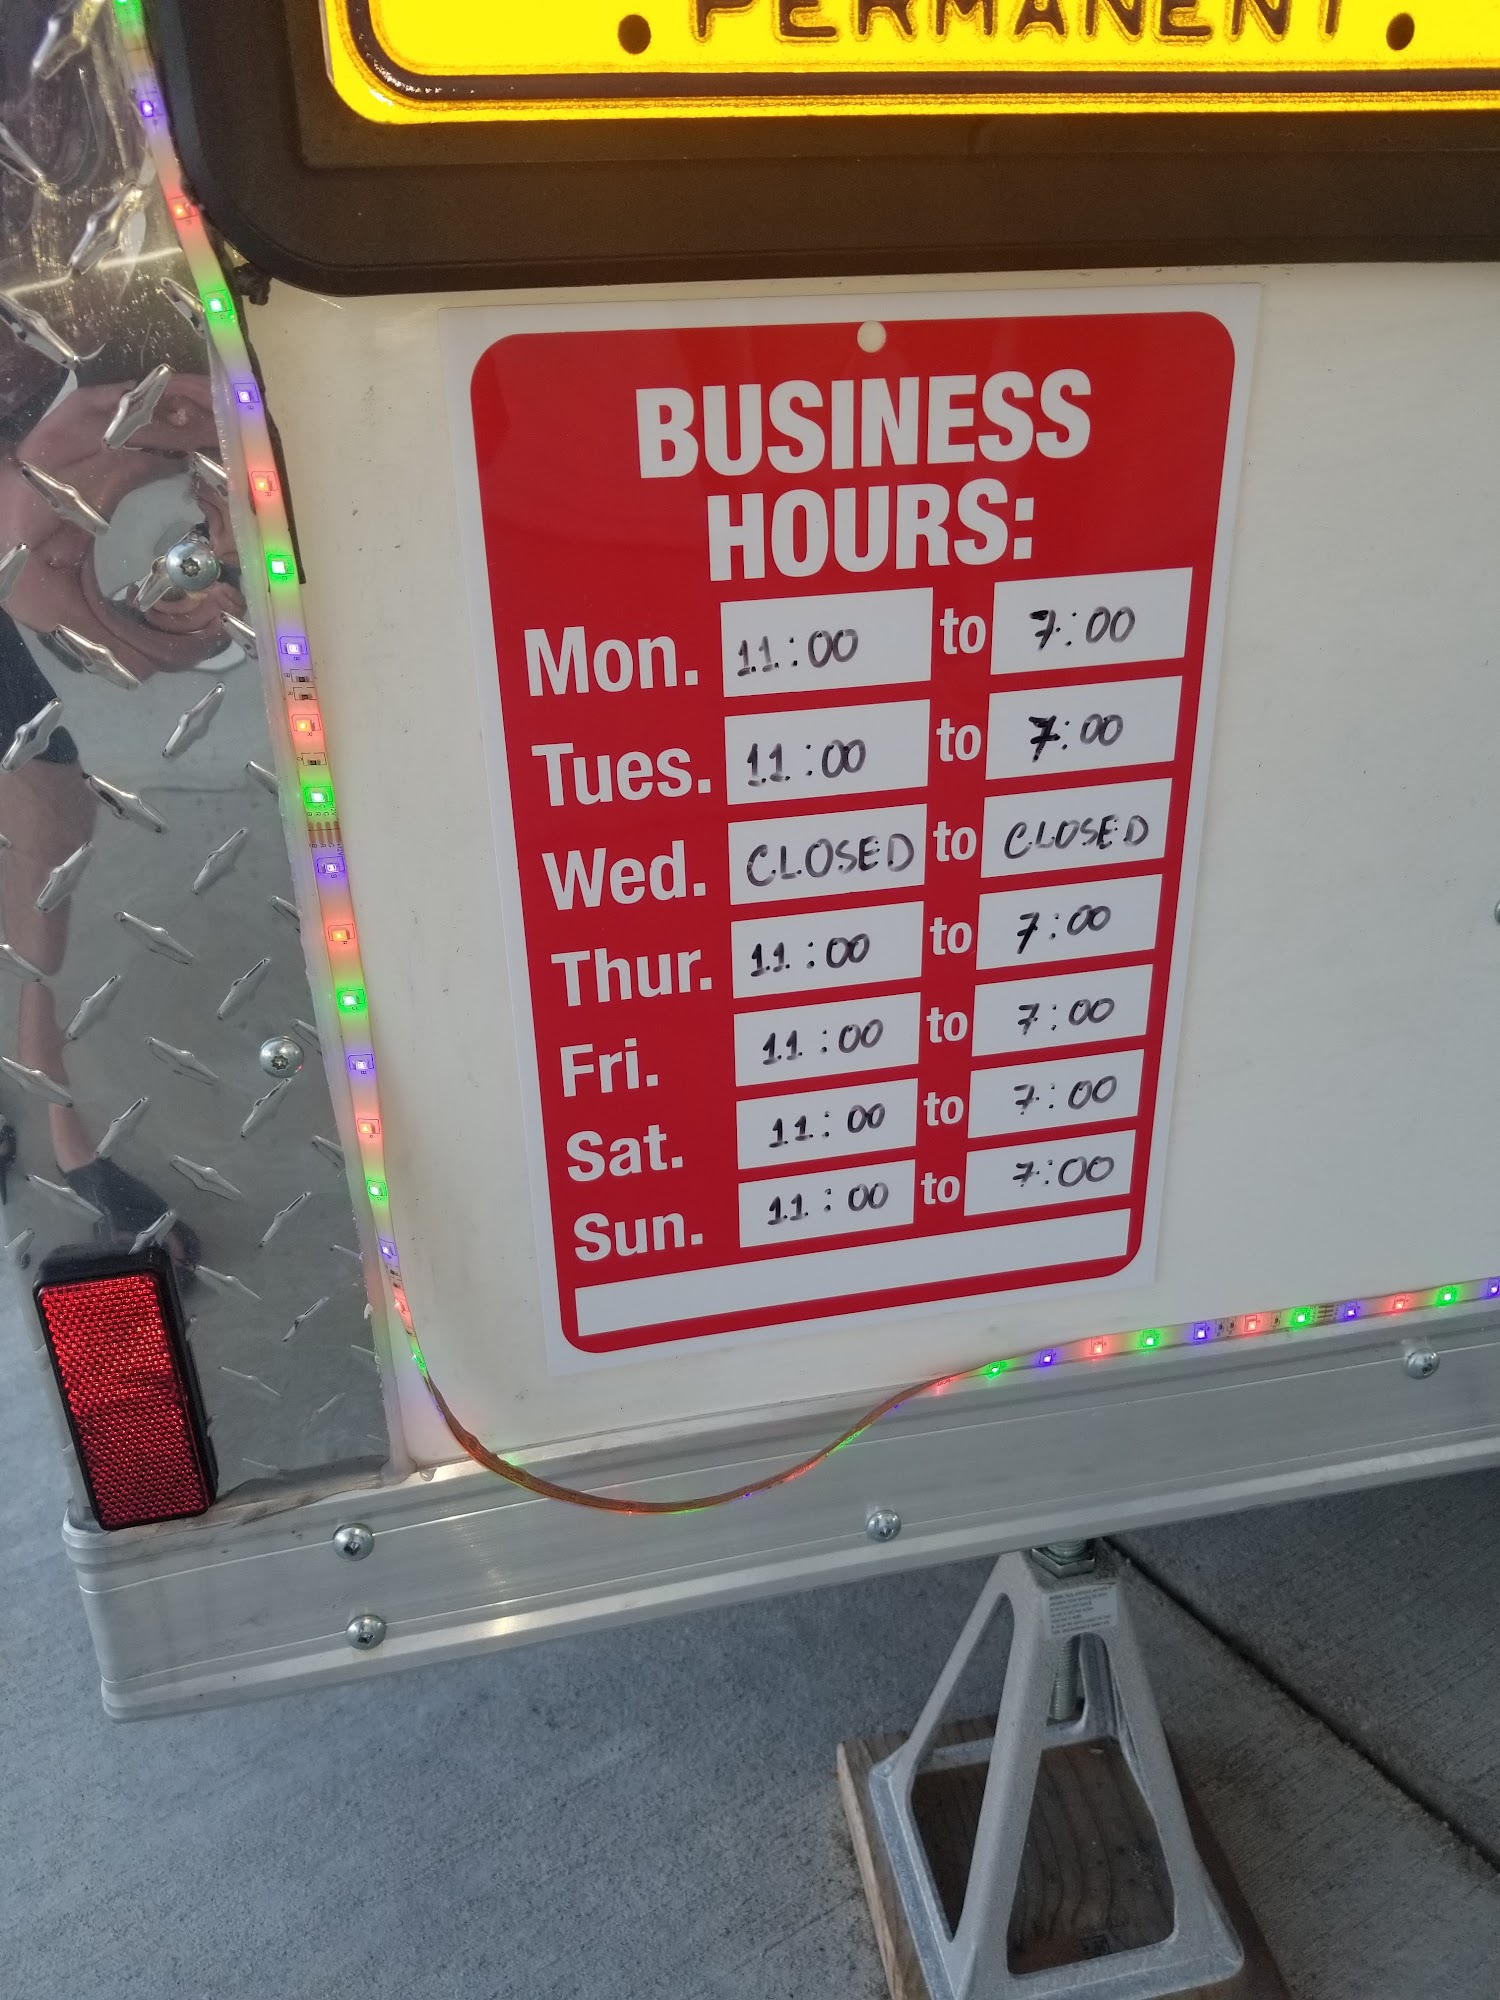 PERMANENT
BUSINESS
HOURS:
Mon. 11:00 to 7:00
Tues. 11:00 to 7:00
Wed. CLOSED to CLOSED
Thur. 11:00 to 7:00
Fri. 11:00 to 7:00
Sat. 11:00 to 7:00
Sun. 11:00 to 7:00